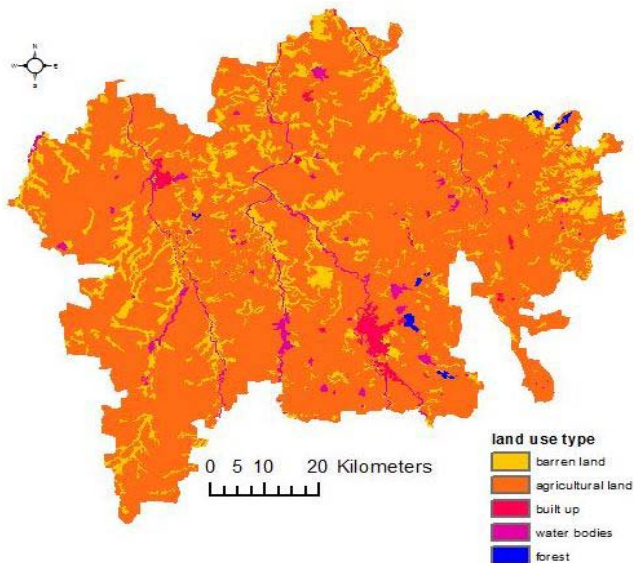 N
W E
S
0 5 10 20 Kilometers
land use type
barren land
agricultural land
built up
water bodies
forest